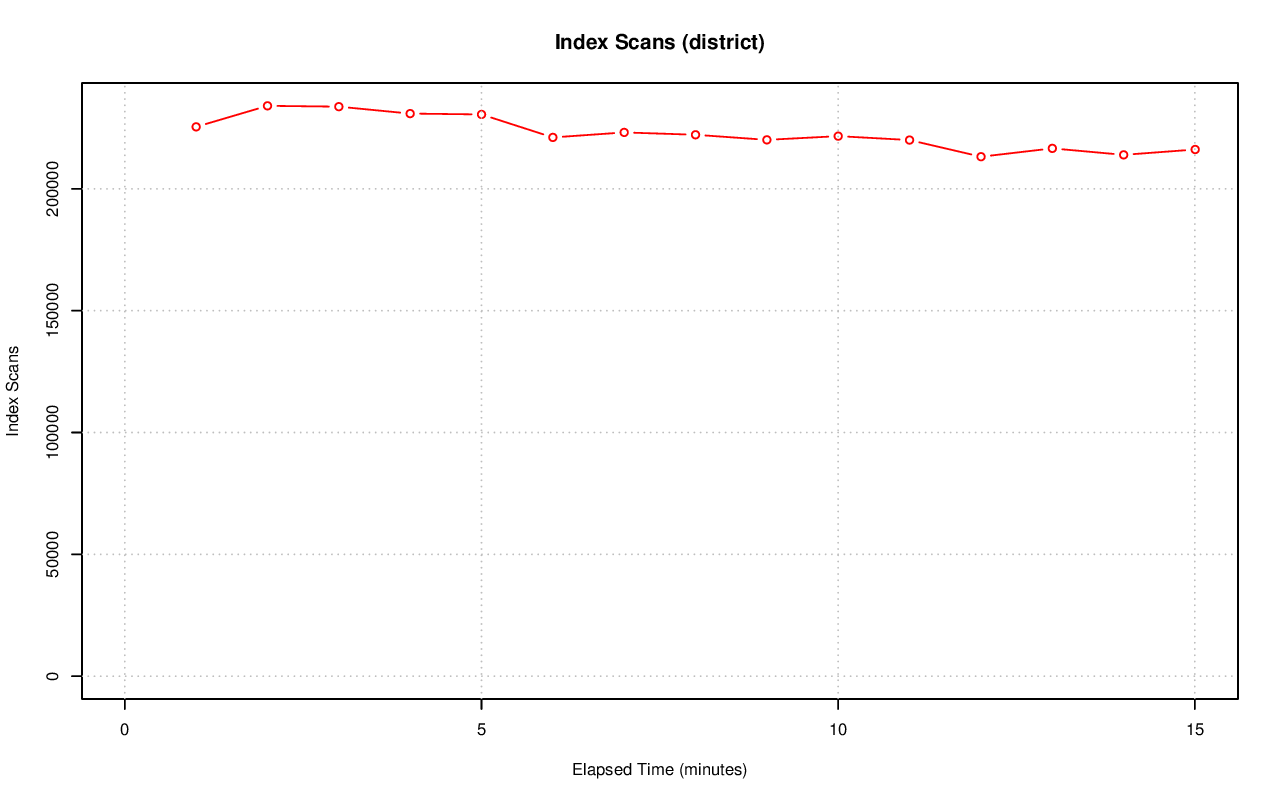 Index Scans (district)
Index Scans
200000
150000
100000
50000
0
0 5 10 15
Elapsed Time (minutes)